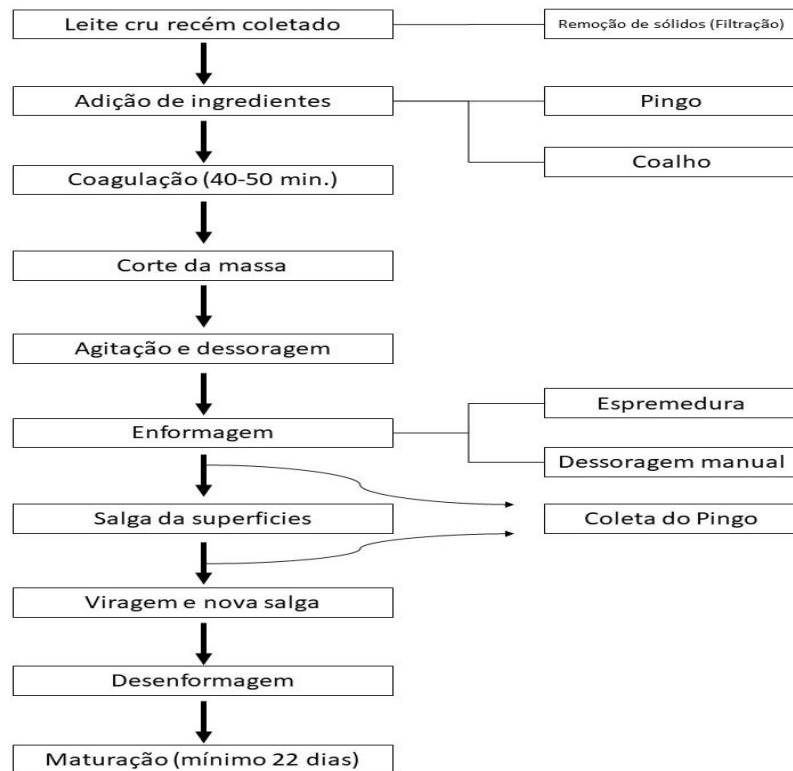 Leite cru recém coletado
Remoção de sólidos (Filtração)
Adição de ingredientes
Pingo
Coalho
Coagulação (40-50 min.)
Corte da massa
Agitação e dessoragem
Enformagem
Espremedura
Dessoragem manual
Salga da superficies
Coleta do Pingo
Viragem e nova salga
Desenformagem
Maturação (mínimo 22 dias)